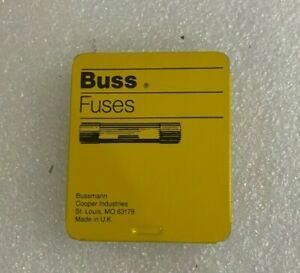 Buss ®
Fuses
Bussmann
Cooper Industries
St. Louis, MO 63178
Made in U.K.